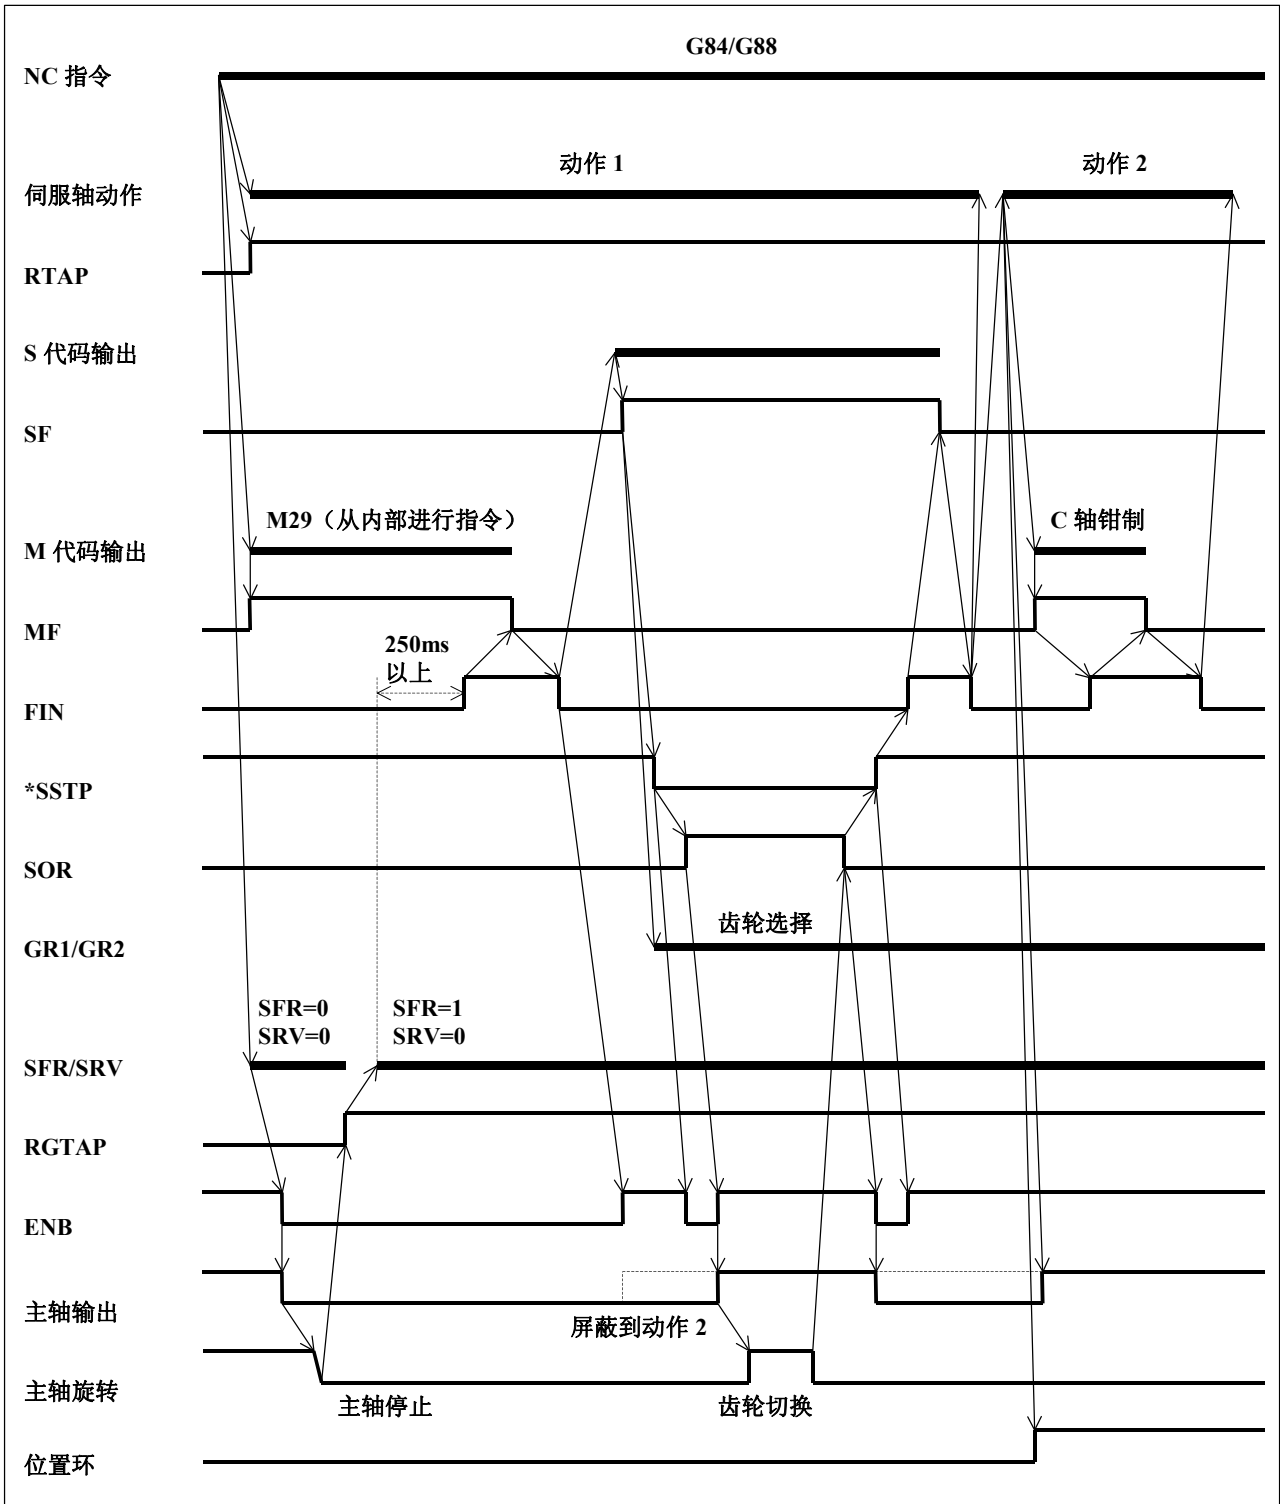 G84/G88
NC 指令
动作 1
动作 2
伺服轴动作
RTAP
S 代码输出
SF
M29（从内部进行指令）
C 轴钳制
M 代码输出
MF
250ms
以上
FIN
*SSTP
SOR
齿轮选择
GR1/GR2
SFR=0
SRV=0
SFR=1
SRV=0
SFR/SRV
RGTAP
ENB
主轴输出
屏蔽到动作 2
主轴旋转
主轴停止
齿轮切换
位置环